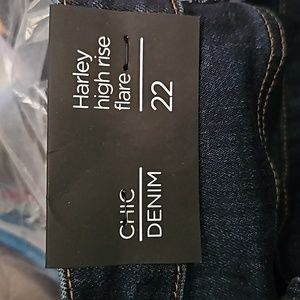 Harley
high rise
flare
22
CHIC
DENIM